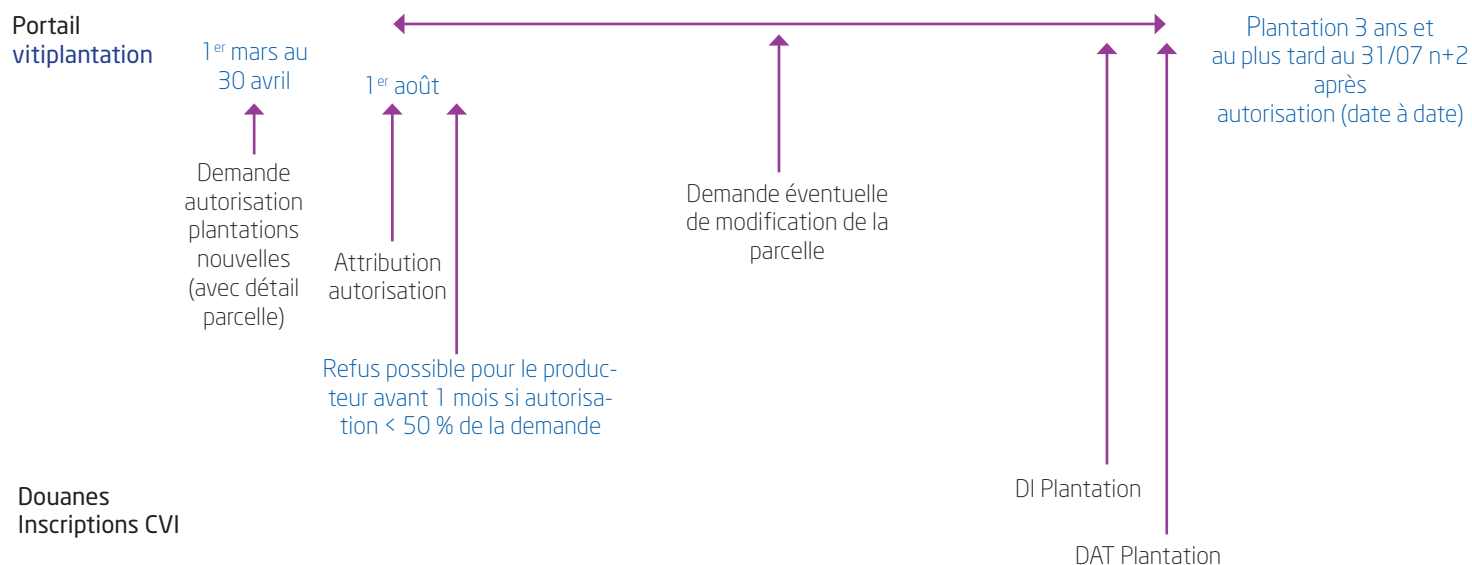 Portail
vitiplantation
1er mars au
30 avril
1er août
Plantation 3 ans et
au plus tard au 31/07 n+2
après
autorisation (date à date)
Demande
autorisation
plantations
nouvelles
(avec détail
parcelle)
Attribution
autorisation
Demande éventuelle
de modification de la
parcelle
Refus possible pour le produc-
teur avant 1 mois si autorisa-
tion < 50 % de la demande
Douanes
Inscriptions CVI
DI Plantation
DAT Plantation